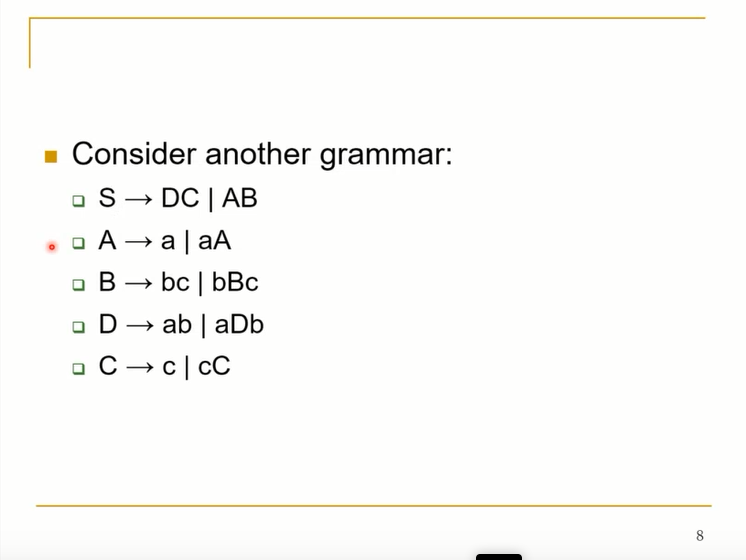 Consider another grammar:
S → DC | AB
A → a | aA
B → bc | bBc
D → ab | aDb
C → c | cC
8